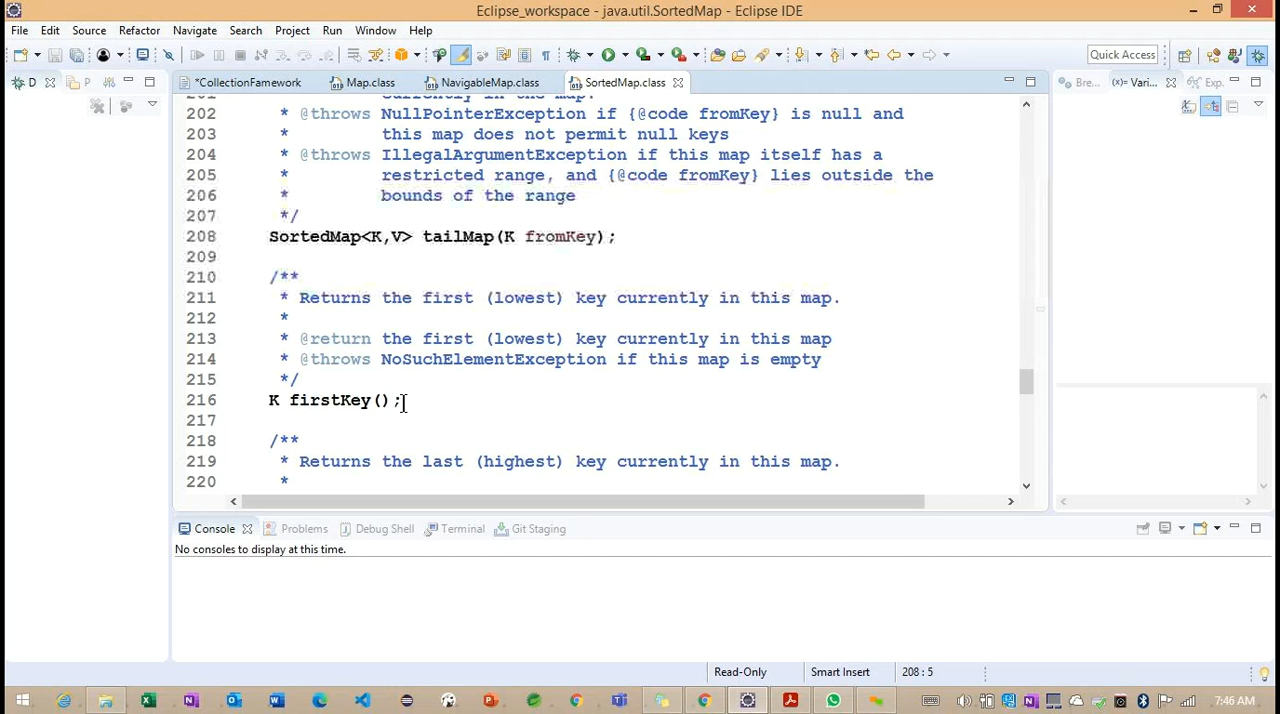 Eclipse_workspace - java.util.SortedMap - Eclipse IDE
File Edit Source Refactor Navigate Search Project Run Window Help
Quick Access
D P *CollectionFamework Map.class NavigableMap.class SortedMap.class Bre... (x)= Vari... Exp.
202 * @throws NullPointerException if {@code fromKey} is null and
203 * this map does not permit null keys
204 * @throws IllegalArgumentException if this map itself has a
205 * restricted range, and {@code fromKey} lies outside the
206 * bounds of the range
207 */
208 SortedMap<K,V> tailMap(K fromKey);
209
210 /**
211 * Returns the first (lowest) key currently in this map.
212 *
213 * @return the first (lowest) key currently in this map
214 * @throws NoSuchElementException if this map is empty
215 */
216 K firstKey();
217
218 /**
219 * Returns the last (highest) key currently in this map.
220 *
Console Problems Debug Shell Terminal Git Staging
No consoles to display at this time.
Read-Only Smart Insert 208 : 5
7:46 AM